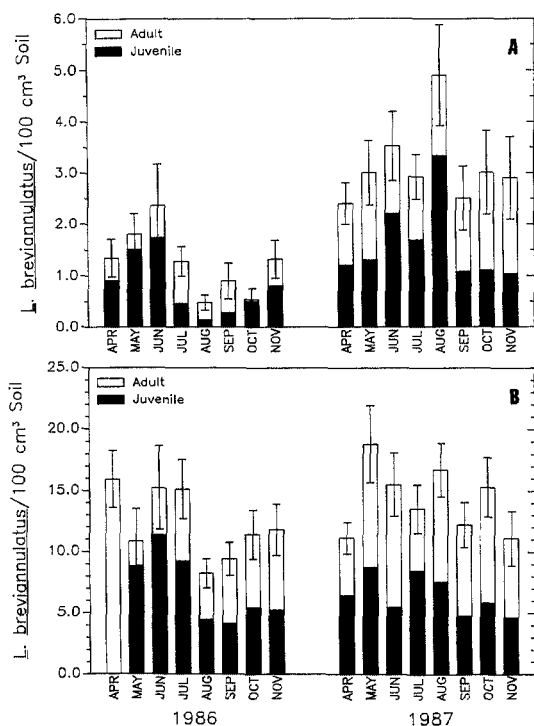 6.0
Adult
Juvenile
A
5.0
4.0
3.0
2.0
1.0
0.0
L. breviannulatus/100 cm³ Soil
APR MAY JUN JUL AUG SEP OCT NOV APR MAY JUN JUL AUG SEP OCT NOV
25.0
Adult
Juvenile
B
20.0
15.0
10.0
5.0
0.0
L. breviannulatus/100 cm³ Soil
APR MAY JUN JUL AUG SEP OCT NOV APR MAY JUN JUL AUG SEP OCT NOV
1986 1987